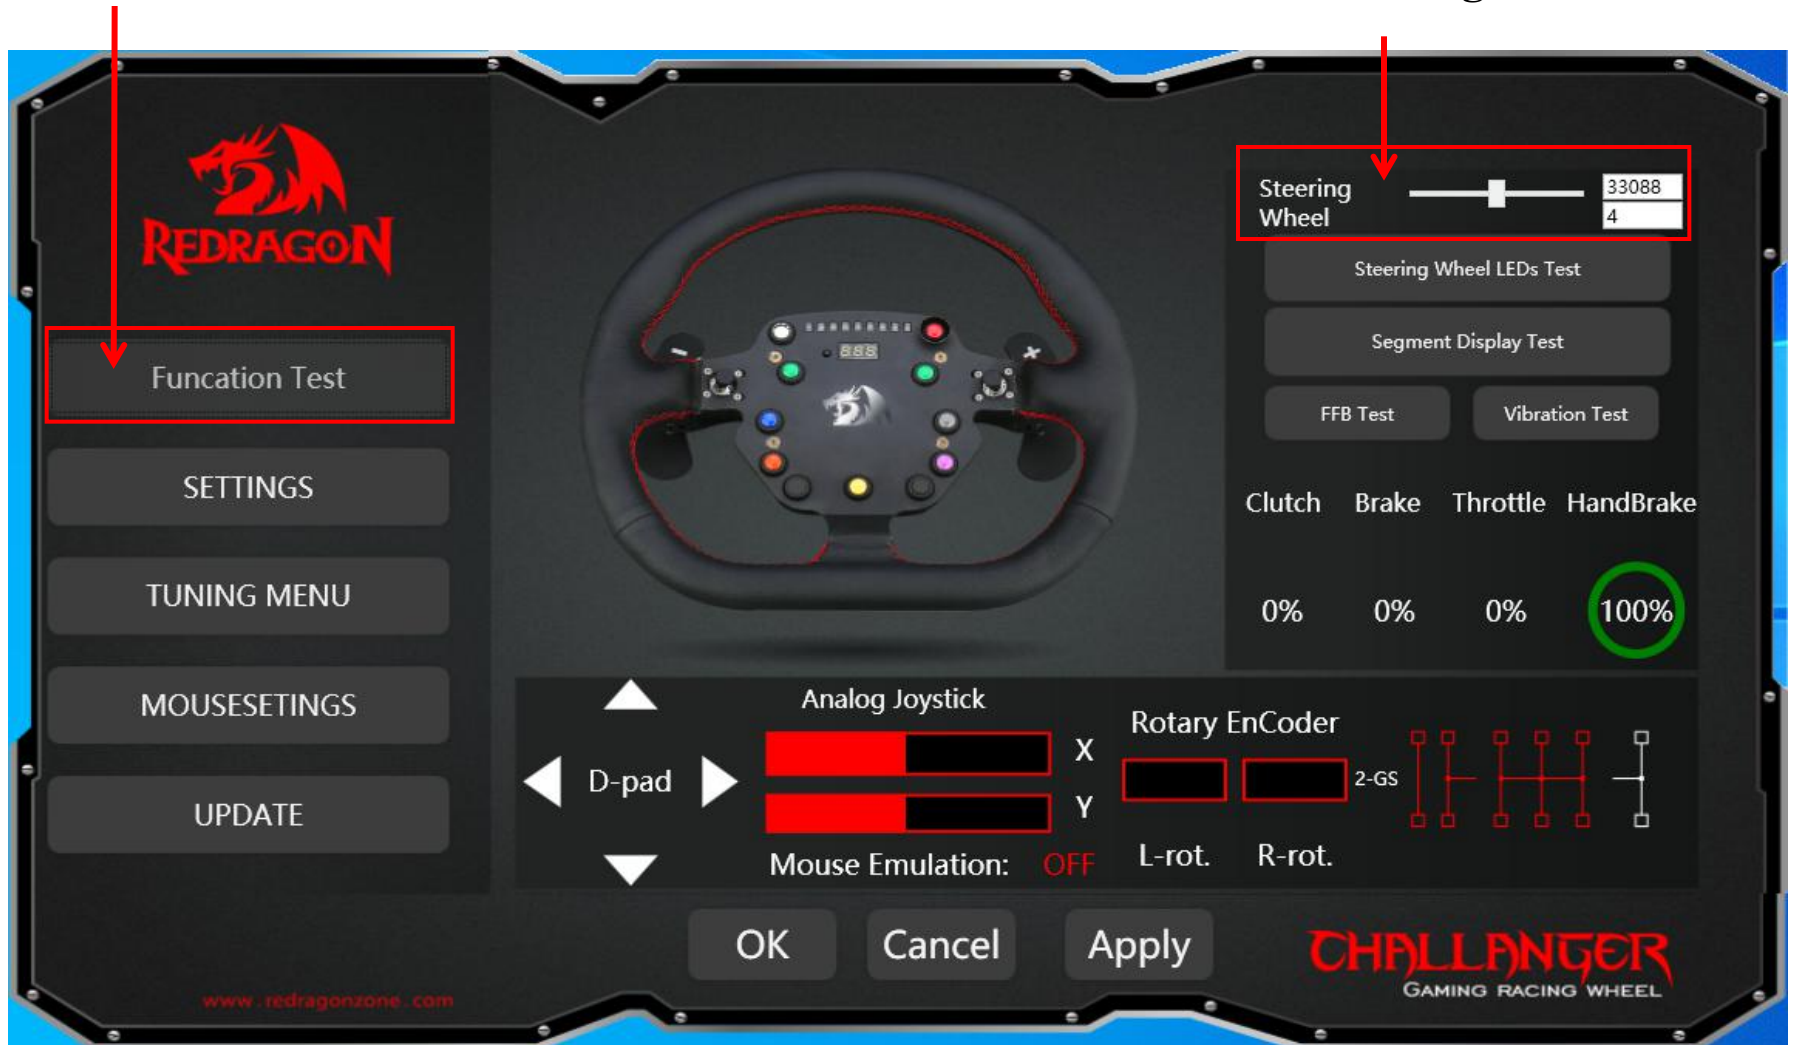 REDRAGON
Funcation Test
SETTINGS
TUNING MENU
MOUSESETINGS
UPDATE
www.redragonzone.com
888
Steering
Wheel
33088
4
Steering Wheel LEDs Test
Segment Display Test
FFB Test
Vibration Test
Clutch Brake Throttle HandBrake
0% 0% 0% 100%
D-pad
Analog Joystick
X
Y
Mouse Emulation: OFF
Rotary EnCoder
2-GS
L-rot. R-rot.
OK Cancel Apply
CHALLANGER
GAMING RACING WHEEL